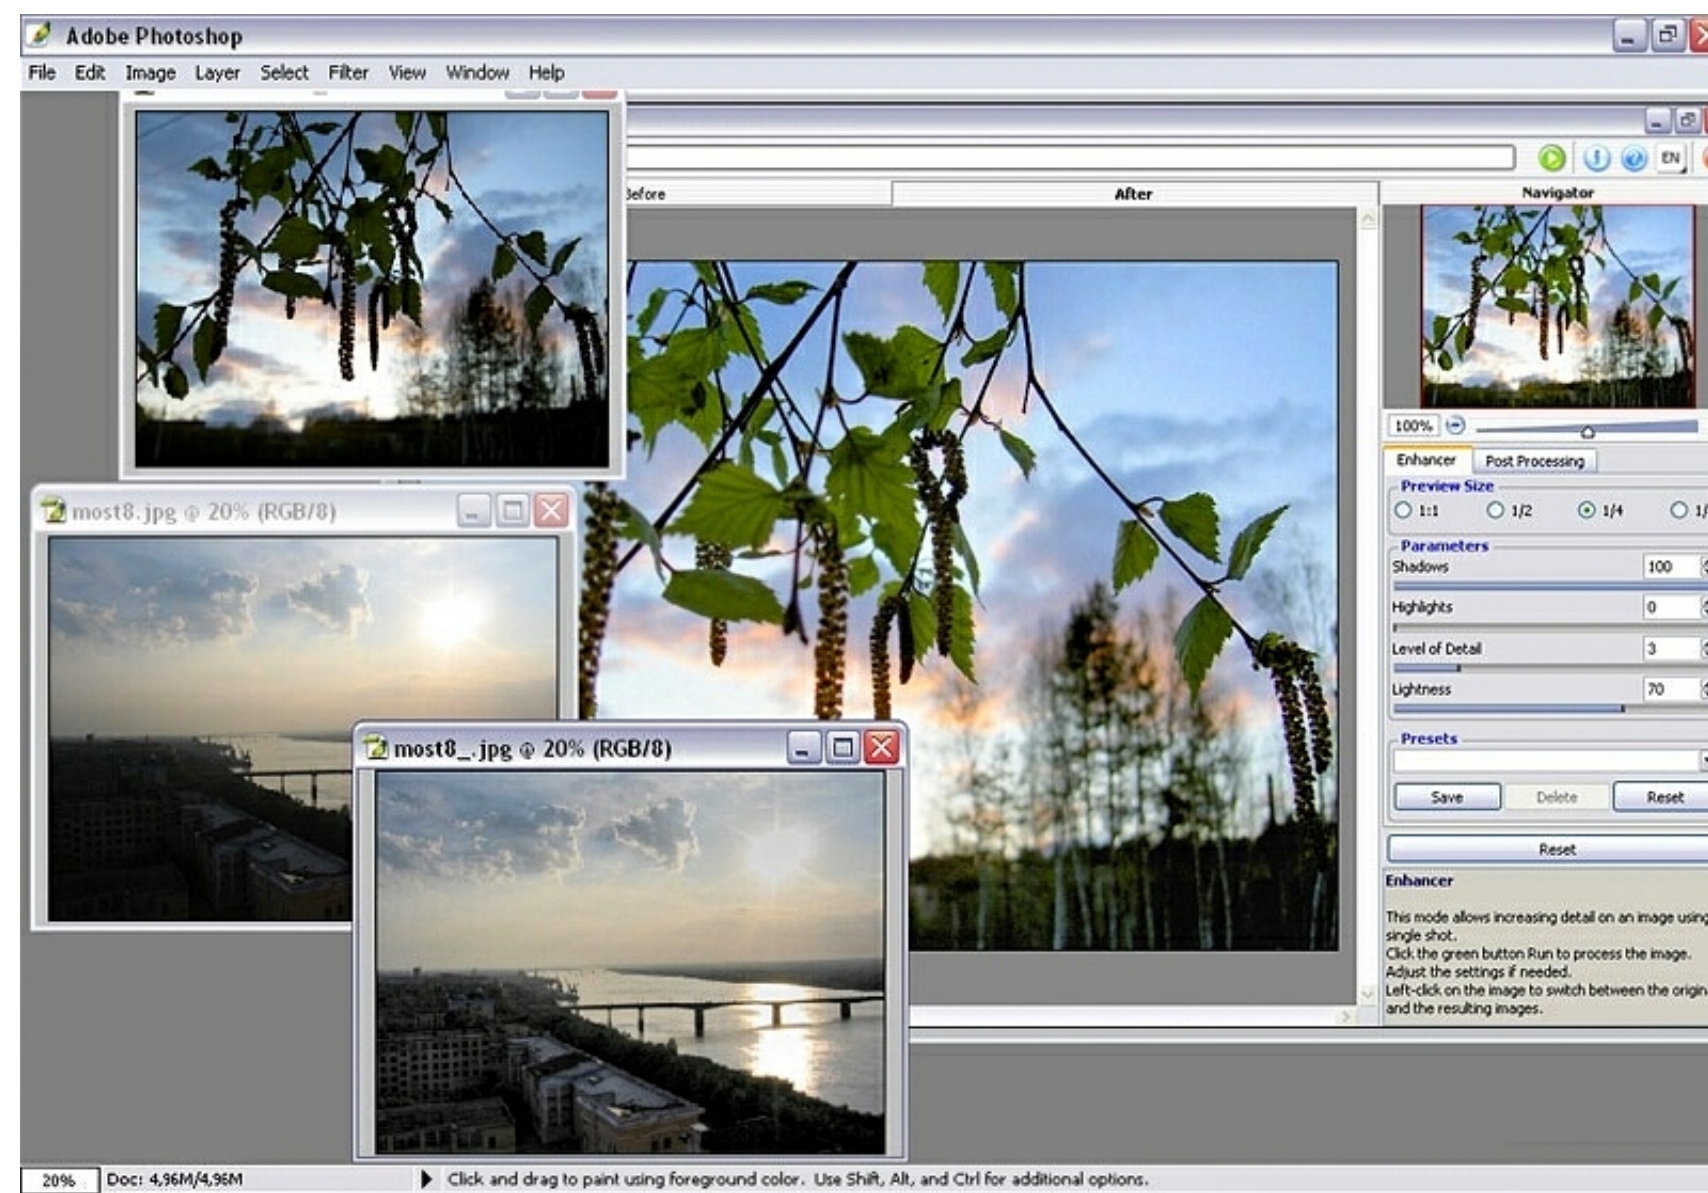 Adobe Photoshop
File Edit Image Layer Select Filter View Window Help
EN
Before After Navigator
100%
Enhancer Post Processing
Preview Size
1:1 1/2 1/4
Parameters
Shadows 100
Highlights 0
Level of Detail 3
Lightness 70
Presets
Save Delete Reset
Reset
Enhancer
This mode allows increasing detail on an image using
single shot.
Click the green button Run to process the image.
Adjust the settings if needed.
Left-click on the image to switch between the origin
and the resulting images.
most8.jpg @ 20% (RGB/8)
most8_.jpg @ 20% (RGB/8)
20% Doc: 4,96M/4,96M Click and drag to paint using foreground color. Use Shift, Alt, and Ctrl for additional options.